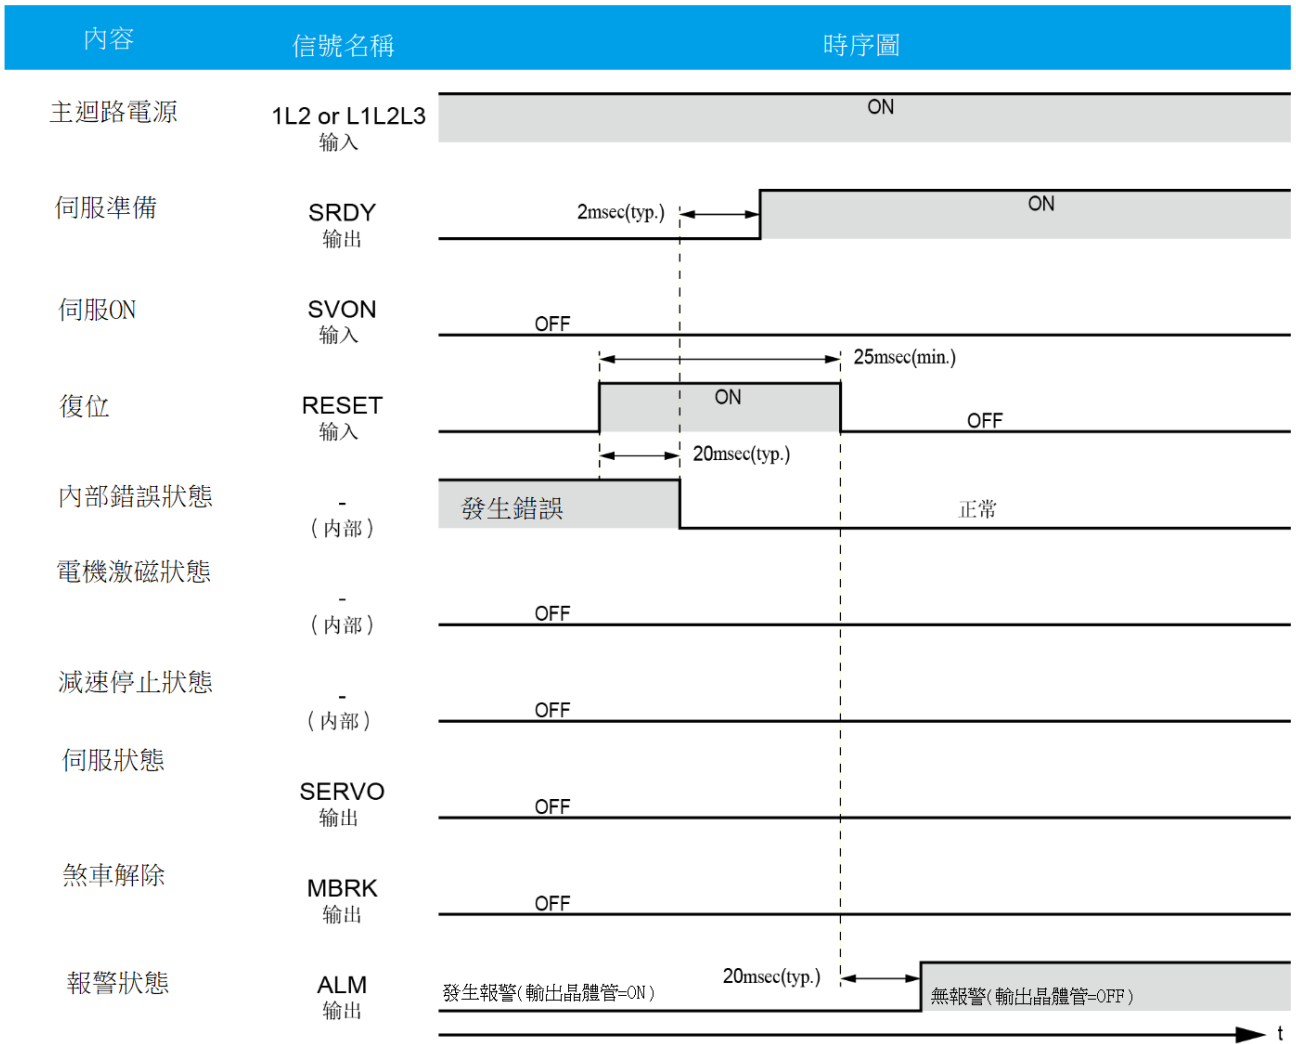 內容 信號名稱 時序圖
主迴路電源 1L2 or L1L2L3 ON
输入
伺服準備 SRDY 2msec(typ.) ON
输出
伺服ON SVON OFF
输入
25msec(min.)
復位 RESET ON OFF
输入
20msec(typ.)
內部錯誤狀態 - 發生錯誤 正常
（内部）
電機激磁狀態 - OFF
（内部）
減速停止狀態 - OFF
（内部）
伺服狀態 SERVO OFF
输出
煞車解除 MBRK OFF
输出
報警狀態 ALM 發生報警(輸出晶體管=ON) 20msec(typ.) 無報警(輸出晶體管=OFF)
输出
t